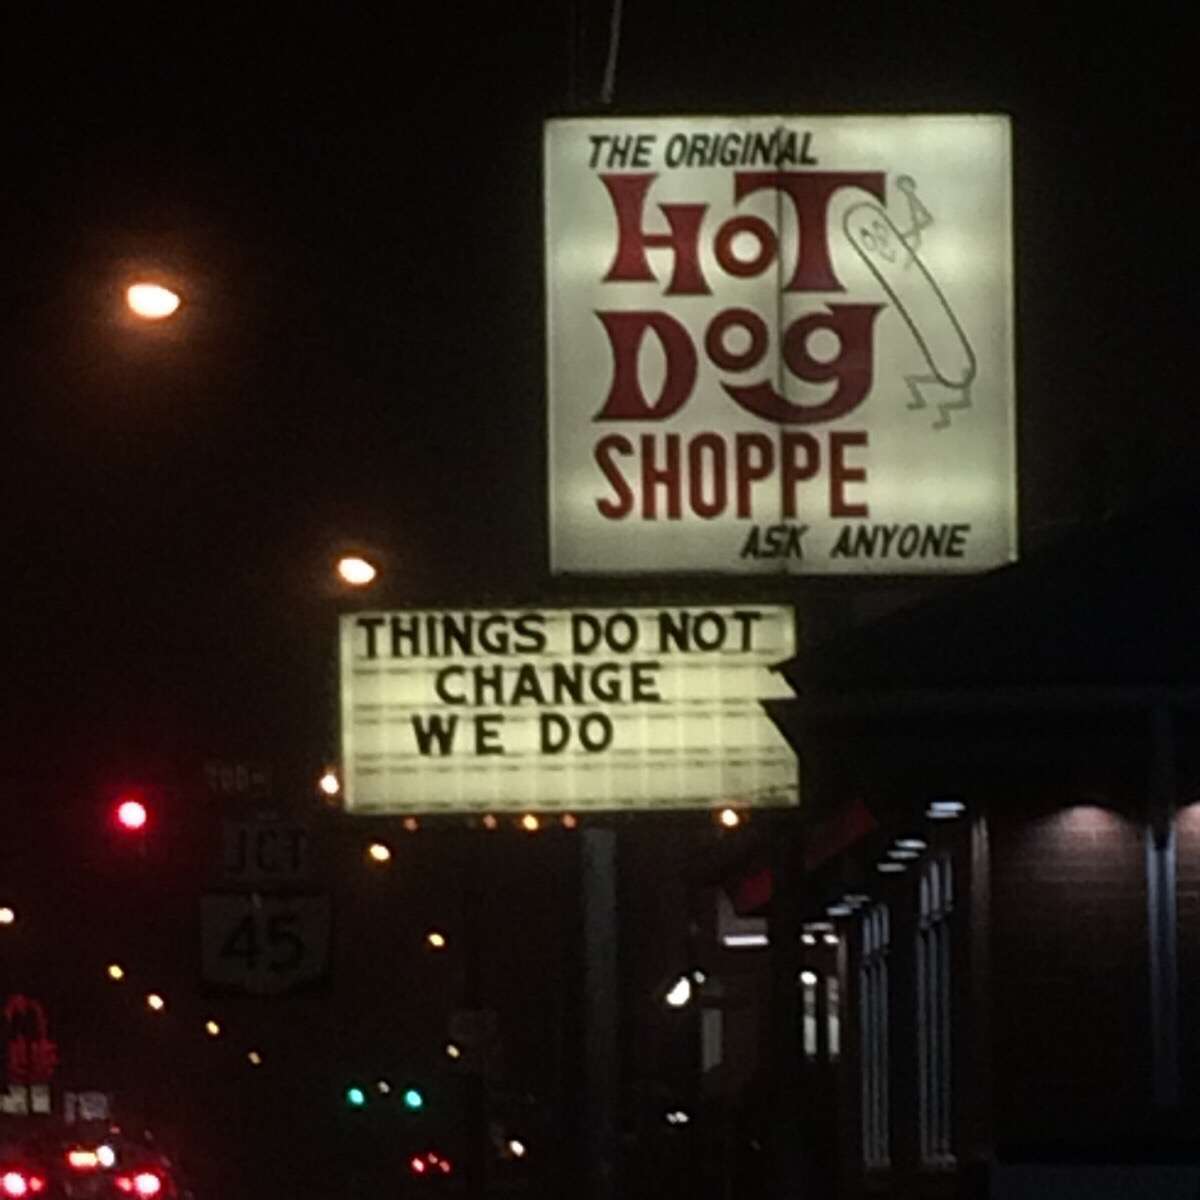 THE ORIGINAL
HOT
DOG
SHOPPE
ASK ANYONE
THINGS DO NOT
CHANGE
WE DO
JCT
45